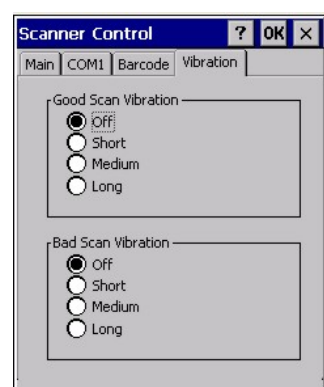 Scanner Control ? OK ×
Main COM1 Barcode Vibration
Good Scan Vibration
Off
Short
Medium
Long
Bad Scan Vibration
Off
Short
Medium
Long